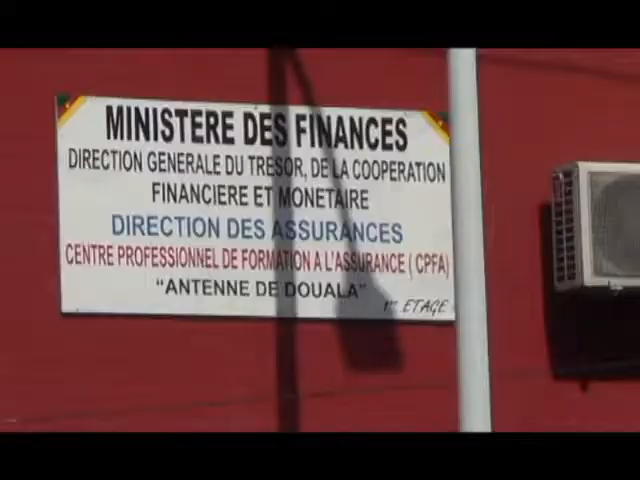 MINISTERE DES FINANCES
DIRECTION GENERALE DU TRESOR, DE LA COOPERATION
FINANCIERE ET MONETAIRE
DIRECTION DES ASSURANCES
CENTRE PROFESSIONNEL DE FORMATION A L'ASSURANCE ( CPFA)
"ANTENNE DE DOUALA"
1er ETAGE